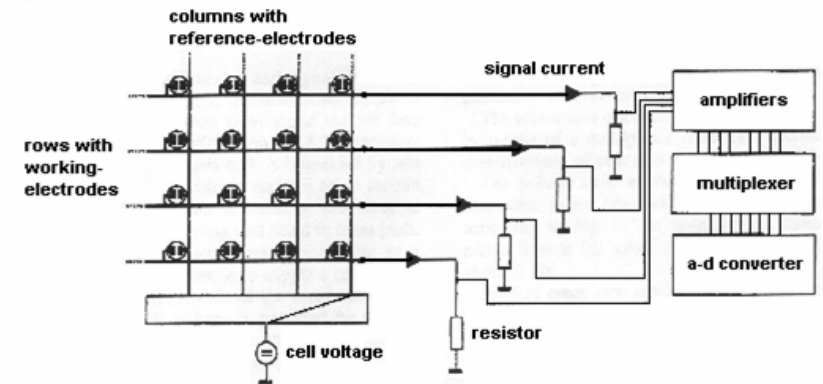 columns with
reference-electrodes
signal current
amplifiers
rows with
working-
electrodes
multiplexer
a-d converter
resistor
cell voltage